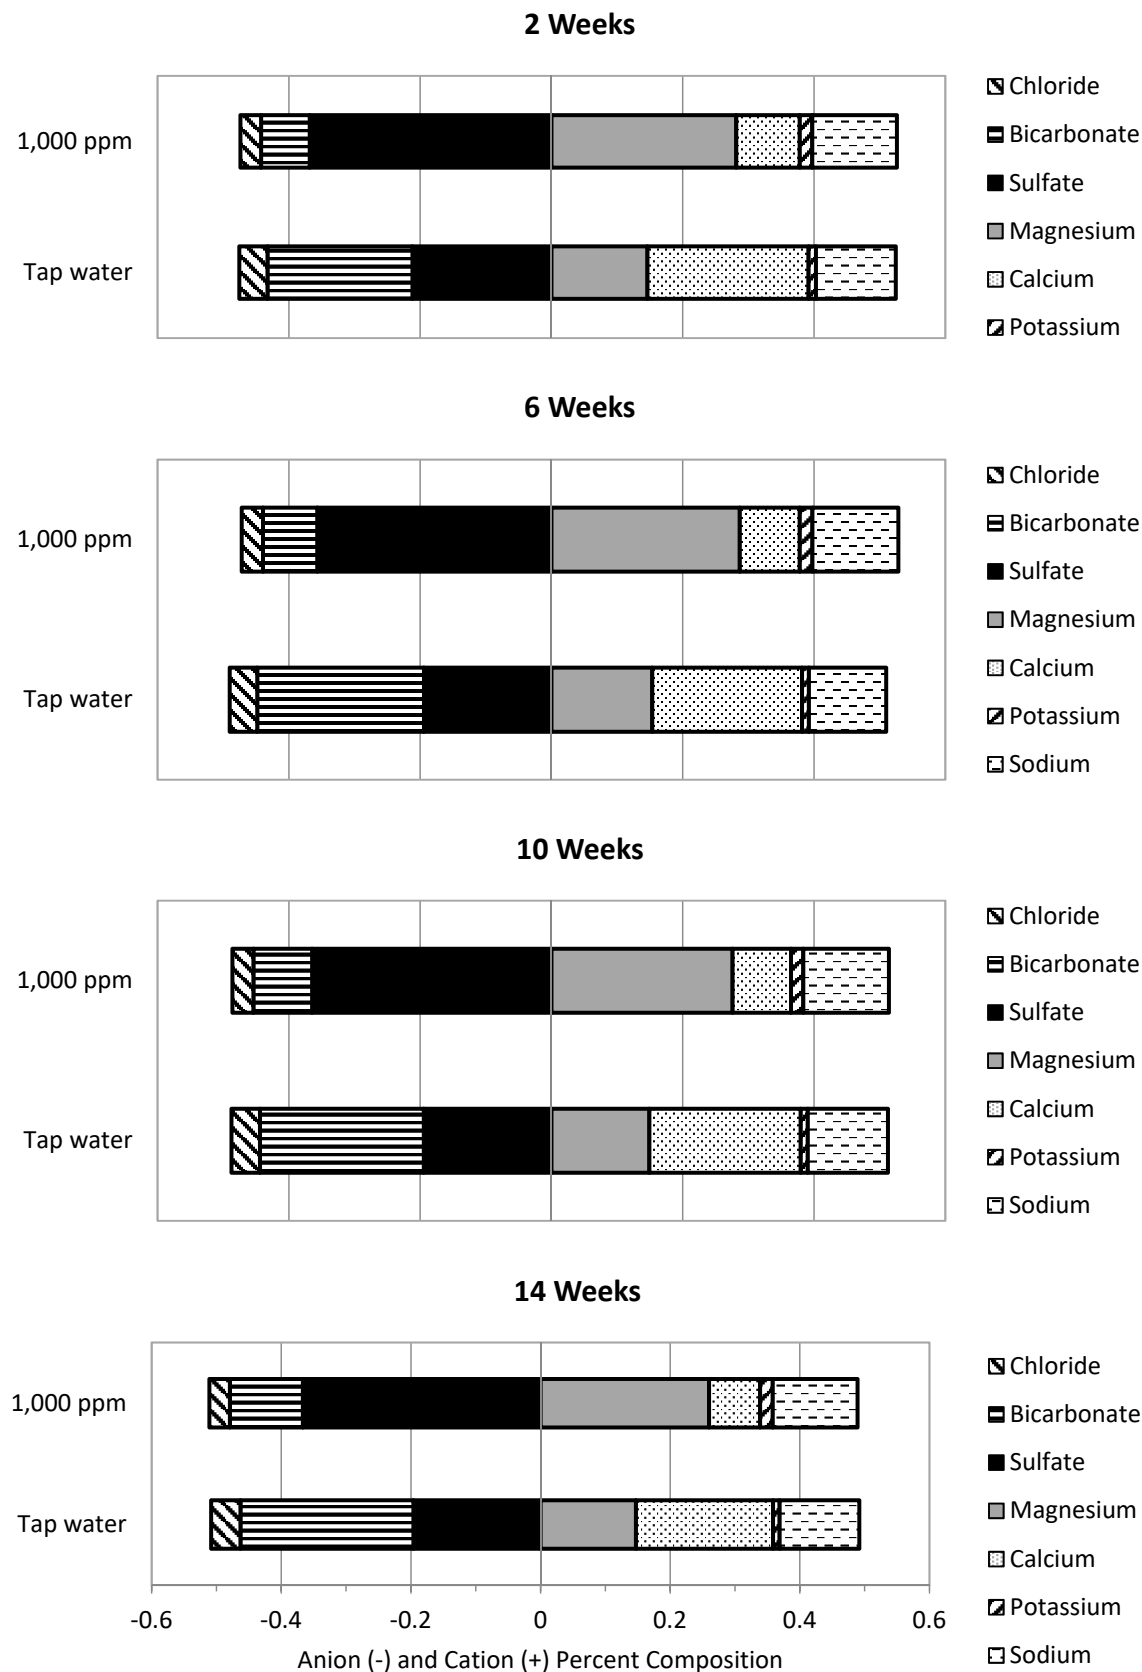 2 Weeks
1,000 ppm
Tap water
Chloride
Bicarbonate
Sulfate
Magnesium
Calcium
Potassium
6 Weeks
1,000 ppm
Tap water
Chloride
Bicarbonate
Sulfate
Magnesium
Calcium
Potassium
Sodium
10 Weeks
1,000 ppm
Tap water
Chloride
Bicarbonate
Sulfate
Magnesium
Calcium
Potassium
Sodium
14 Weeks
1,000 ppm
Tap water
Chloride
Bicarbonate
Sulfate
Magnesium
Calcium
Potassium
Sodium
-0.6 -0.4 -0.2 0 0.2 0.4 0.6
Anion (-) and Cation (+) Percent Composition